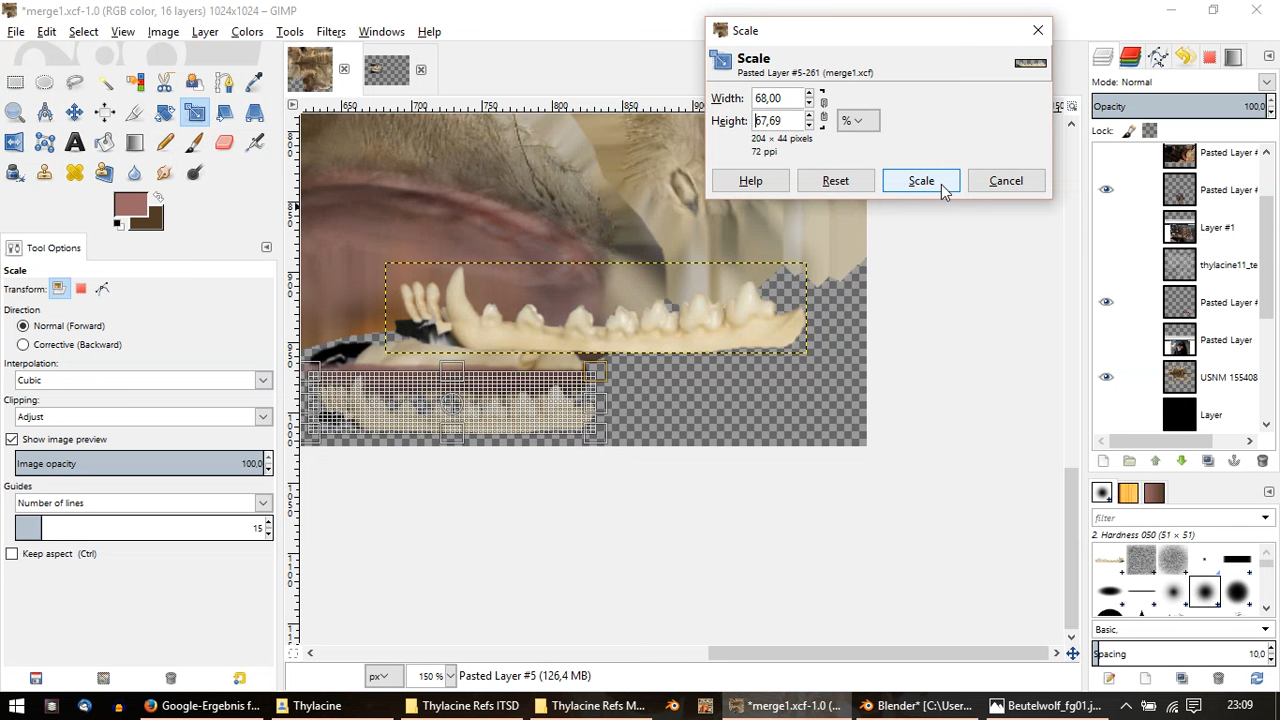 *merge1.xcf-1.0 (RGB color, 16 layers) 1024x1024 – GIMP
File Edit Select View Image Layer Colors Tools Filters Windows Help
Scale
Scale
Pasted Layer #5-261 (merge1.xcf)
Width: 68,00
Height: 67,69 %
204 × 44 pixels
72 ppi
Help Reset Scale Cancel
Mode: Normal
Opacity 100,0
Lock:
Pasted Layer #
Pasted Layer #
Layer #1
thylacine11_te
Pasted Layer #
Pasted Layer
USNM 155408
Layer
650 700 750 800 850 900
Tool Options
Scale
Transform:
Direction
Normal (Forward)
Corrective (Backward)
Interpolation:
Cubic
Clipping:
Adjust
Show image preview
Image opacity 100,0
Guides
Number of lines
15
Keep aspect (Ctrl)
filter
2. Hardness 050 (51 × 51)
Basic,
Spacing 10,0
px 150 % Pasted Layer #5 (126,4 MB)
Google-Ergebnis f... Thylacine Thylacine Refs ITSD Thylacine Refs M... *merge1.xcf-1.0 (... Blender* [C:\Use... Beutelwolf_fg01.j... 23:09